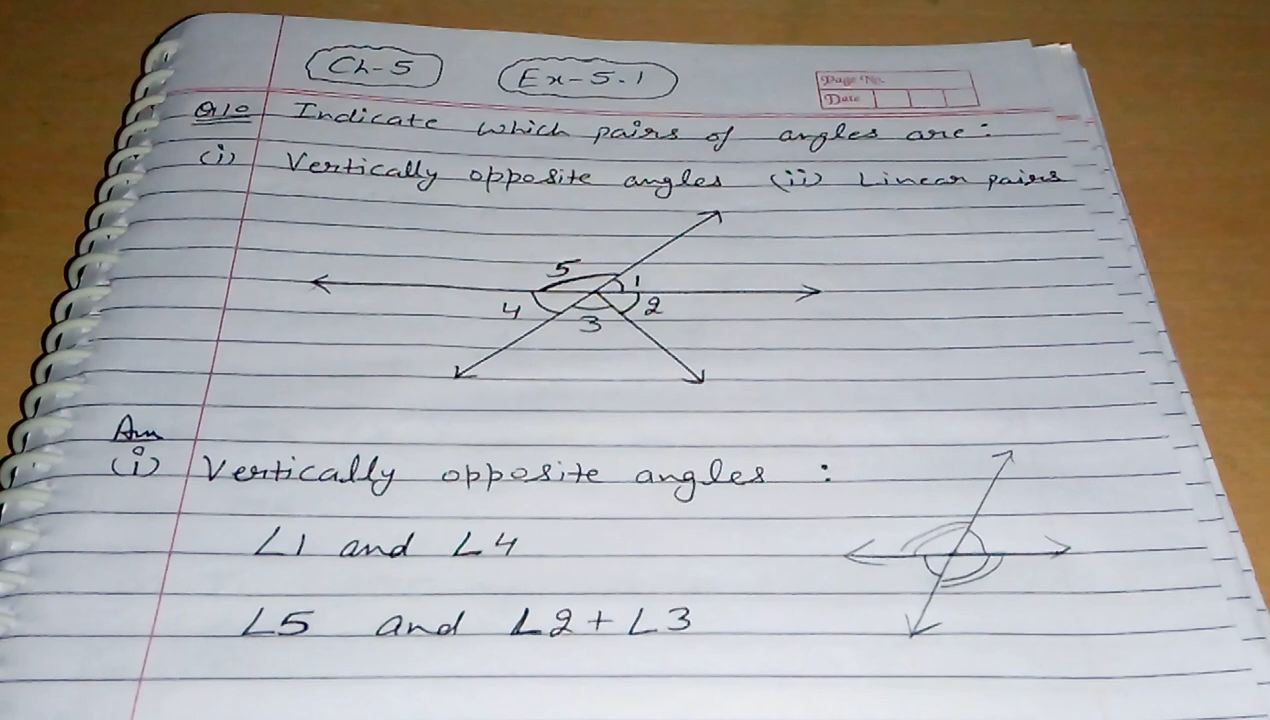 Ch-5 Ex-5.1
Page No.
Date
Q10 Indicate which pairs of angles are:
(i) Vertically opposite angles (ii) Linear pairs
5 1
4 3 2
Ans
(i) Vertically opposite angles :
∠1 and ∠4
∠5 and ∠2 + ∠3